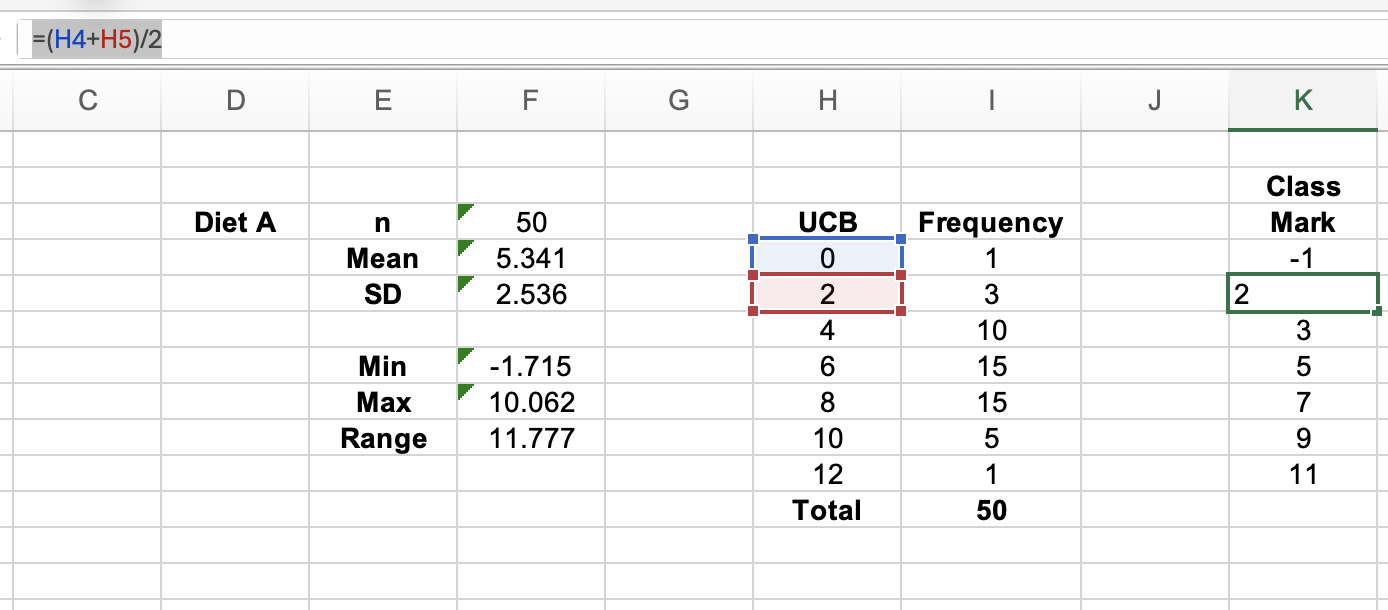 =(H4+H5)/2
C D E F G H I J K
Class
Diet A n 50 UCB Frequency Mark
Mean 5.341 0 1 -1
SD 2.536 2 3 2
4 10 3
Min -1.715 6 15 5
Max 10.062 8 15 7
Range 11.777 10 5 9
12 1 11
Total 50